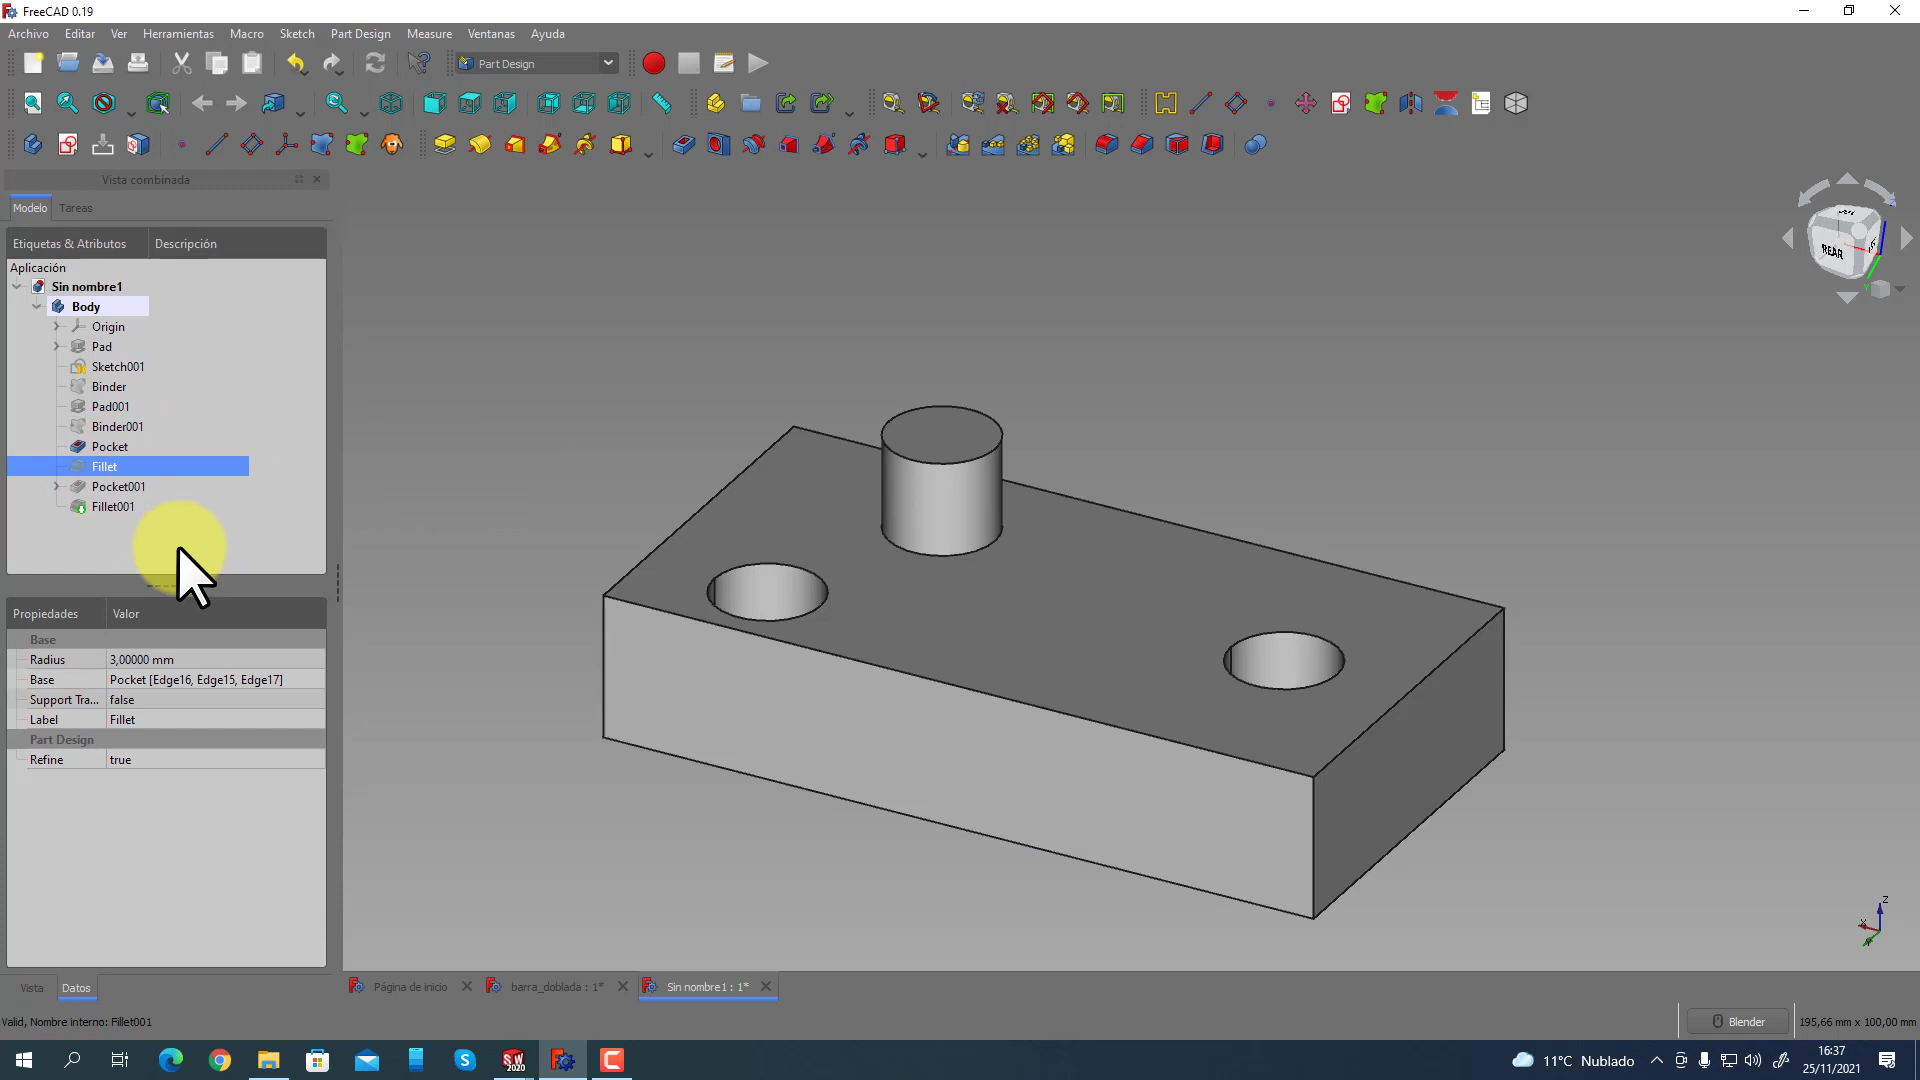 FreeCAD 0.19
Archivo Editar Ver Herramientas Macro Sketch Part Design Measure Ventanas Ayuda
Part Design
Vista combinada
Modelo Tareas
Etiquetas & Atributos Descripción
Aplicación
Sin nombre1
Body
Origin
Pad
Sketch001
Binder
Pad001
Binder001
Pocket
Fillet
Pocket001
Fillet001
Propiedades Valor
Base
Radius 3,00000 mm
Base Pocket [Edge16, Edge15, Edge17]
Support Tra... false
Label Fillet
Part Design
Refine true
Vista Datos
REAR
Z
X
Y
Página de inicio barra_doblada : 1* Sin nombre1 : 1*
Valid, Nombre interno: Fillet001
Blender 195,66 mm x 100,00 mm
SW 2020
11°C Nublado
16:37
25/11/2021